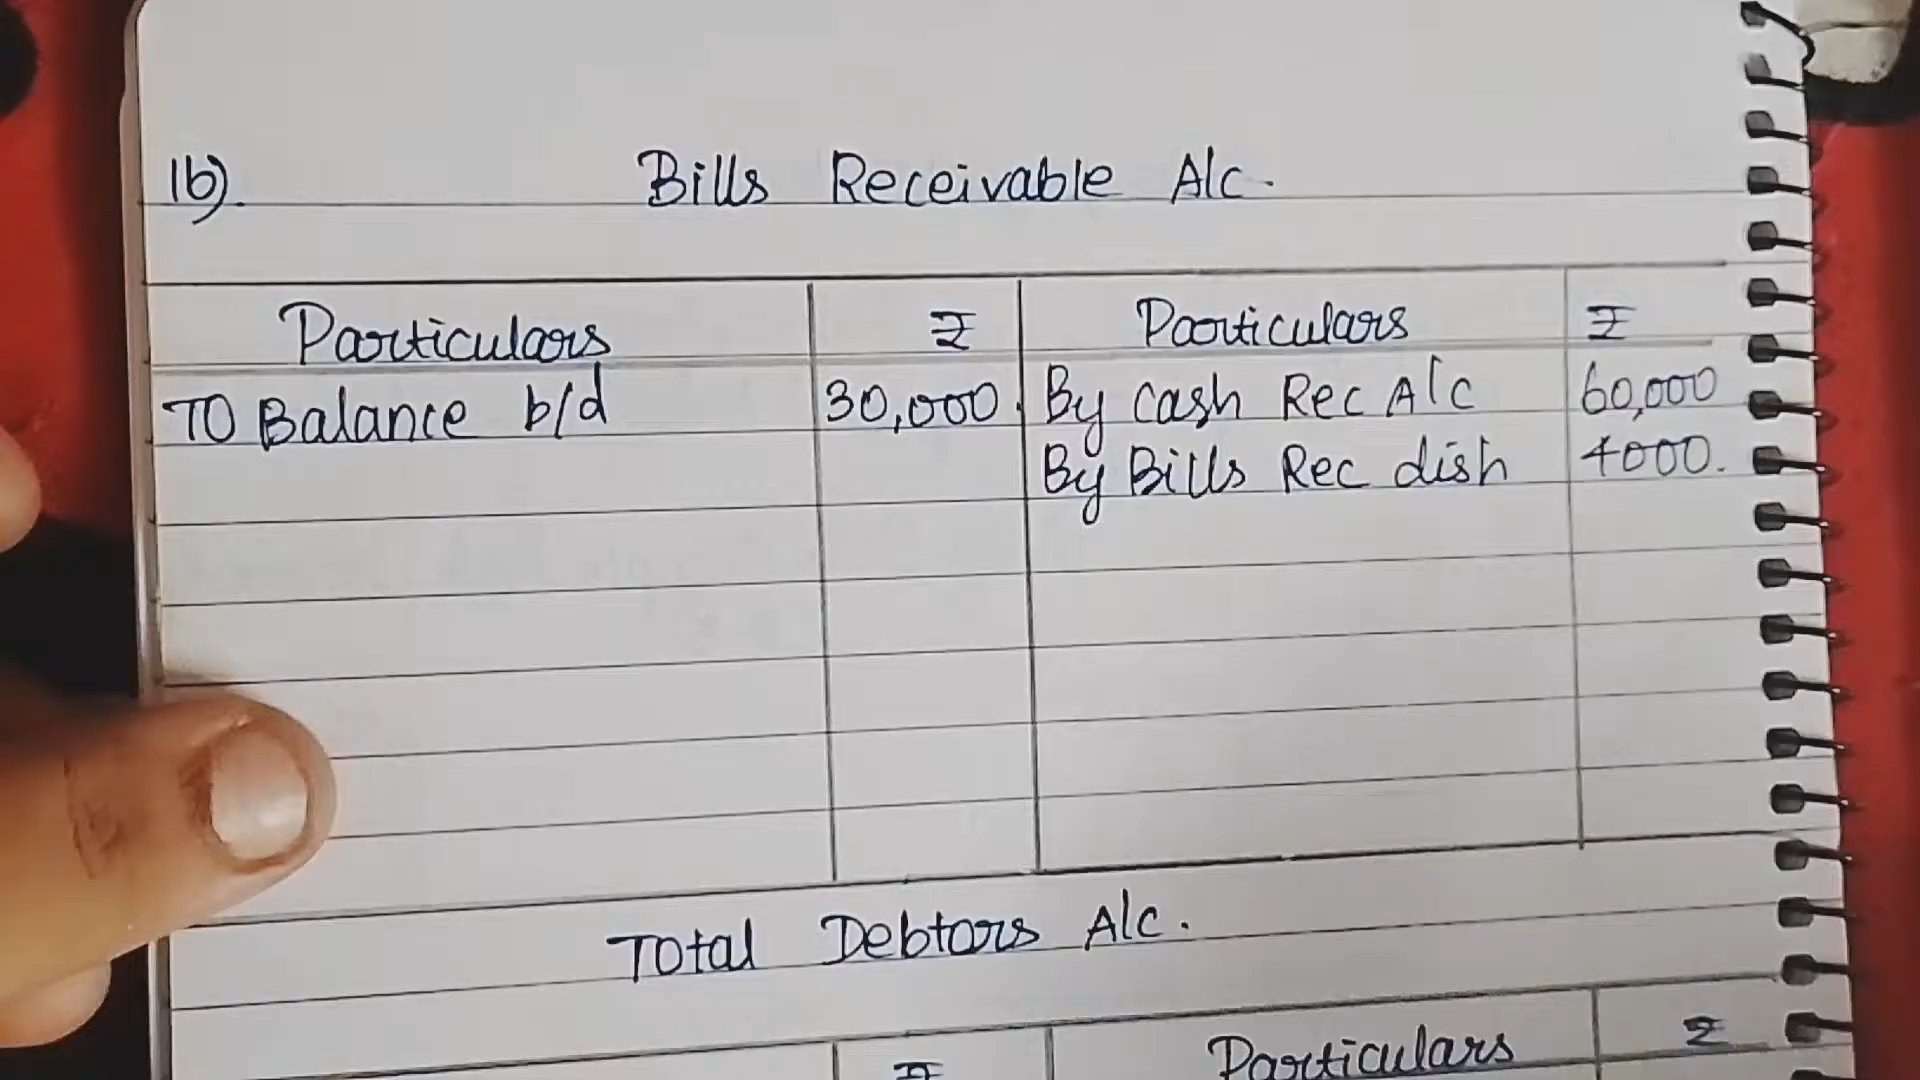 16). Bills Receivable A/c.
Particulars ₹ Particulars ₹
TO Balance b/d 30,000. By Cash Rec A/c 60,000
By Bills Rec dish 4000.
Total Debtors A/c.
₹ Particulars ₹